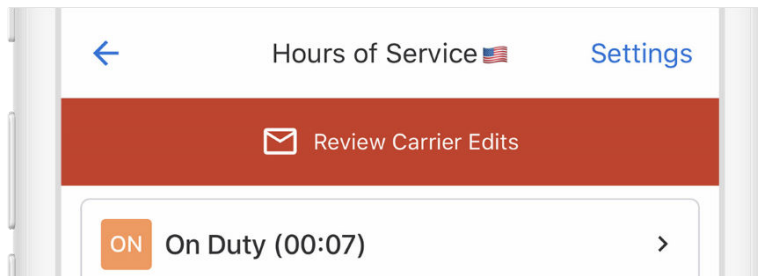 Hours of Service🇺🇸 Settings
Review Carrier Edits
ON On Duty (00:07)